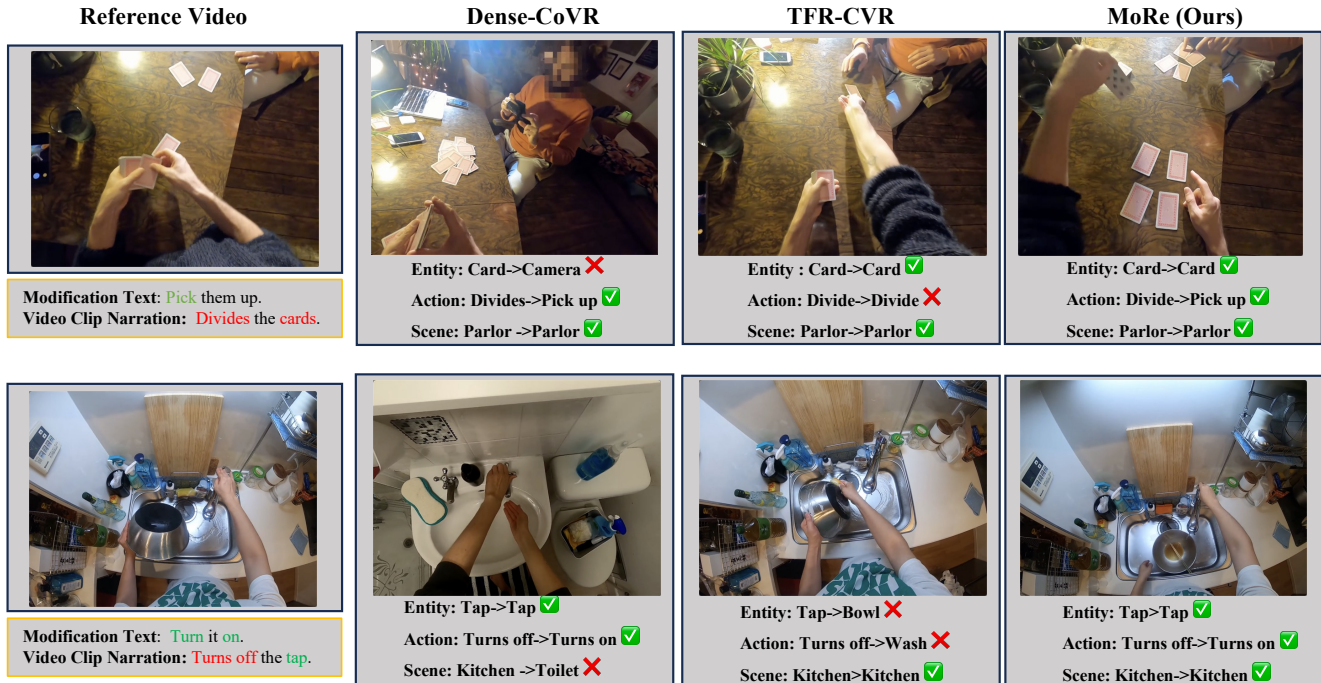 Reference Video
Dense-CoVR
TFR-CVR
MoRe (Ours)
Modification Text: Pick them up.
Video Clip Narration: Divides the cards.
Entity: Card->Camera ❌
Action: Divides->Pick up ✅
Scene: Parlor ->Parlor ✅
Entity : Card->Card ✅
Action: Divide->Divide ❌
Scene: Parlor->Parlor ✅
Entity: Card->Card ✅
Action: Divide->Pick up ✅
Scene: Parlor->Parlor ✅
Modification Text: Turn it on.
Video Clip Narration: Turns off the tap.
Entity: Tap->Tap ✅
Action: Turns off->Turns on ✅
Scene: Kitchen ->Toilet ❌
Entity: Tap->Bowl ❌
Action: Turns off->Wash ❌
Scene: Kitchen>Kitchen ✅
Entity: Tap>Tap ✅
Action: Turns off->Turns on ✅
Scene: Kitchen->Kitchen ✅